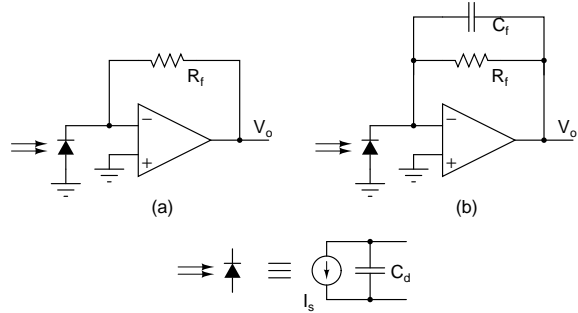 C_f
R_f
R_f
−
+
V_o
−
+
V_o
(a)
(b)
I_s
C_d